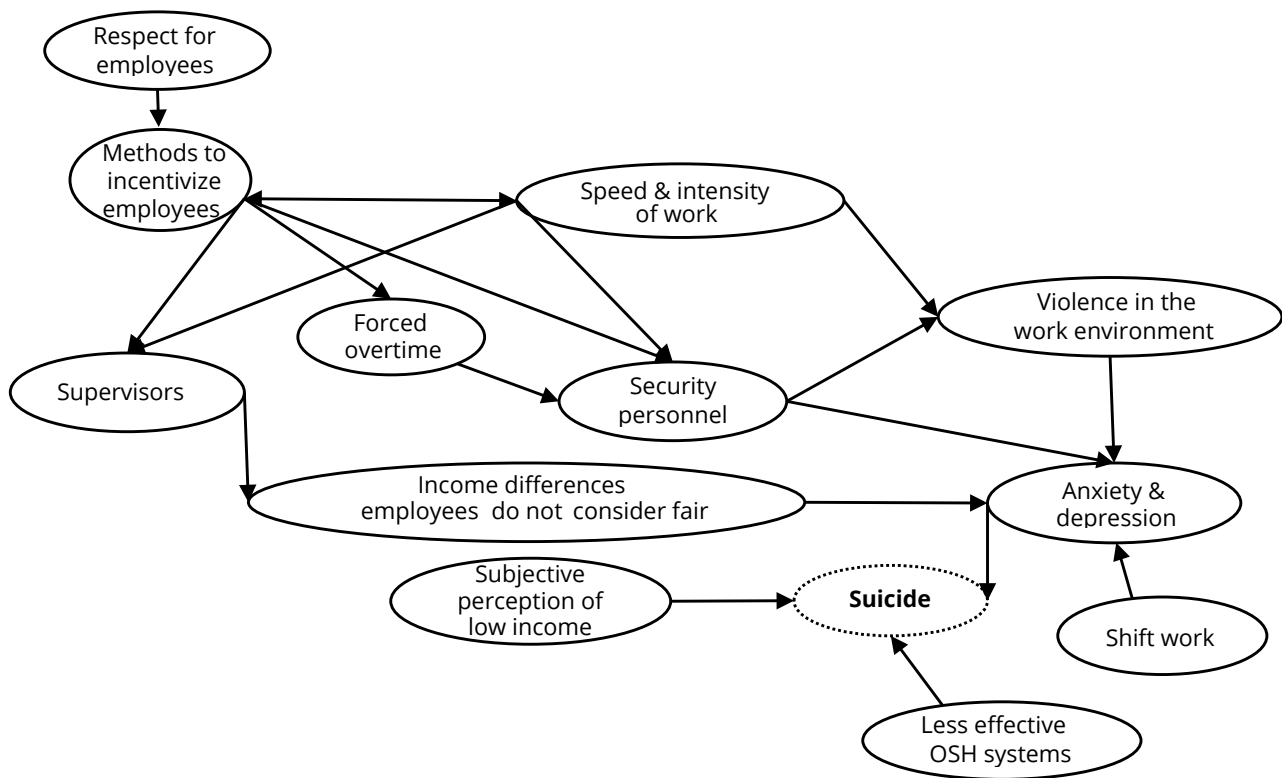 Respect for
employees
Methods to
incentivize
employees
Speed & intensity
of work
Violence in the
work environment
Forced
overtime
Supervisors
Security
personnel
Income differences
employees do not consider fair
Anxiety &
depression
Subjective
perception of
low income
Suicide
Shift work
Less effective
OSH systems